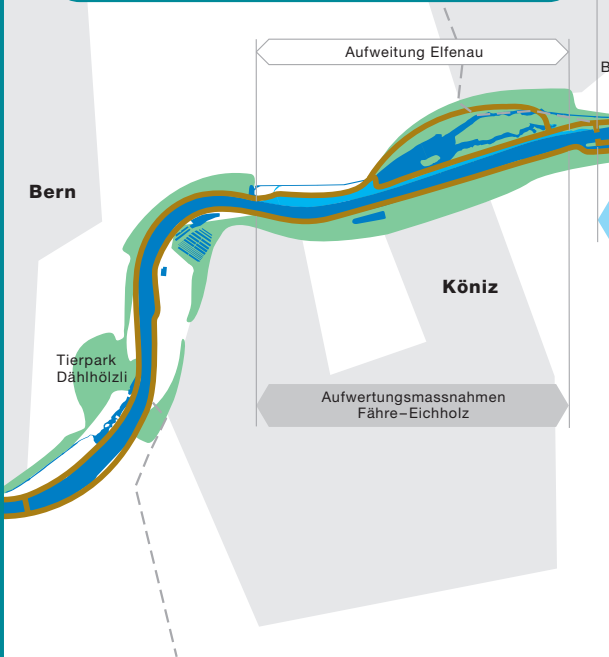 Aufweitung Elfenau
B
Bern
Köniz
Tierpark
Dählhölzli
Aufwertungsmassnahmen
Fähre–Eichholz